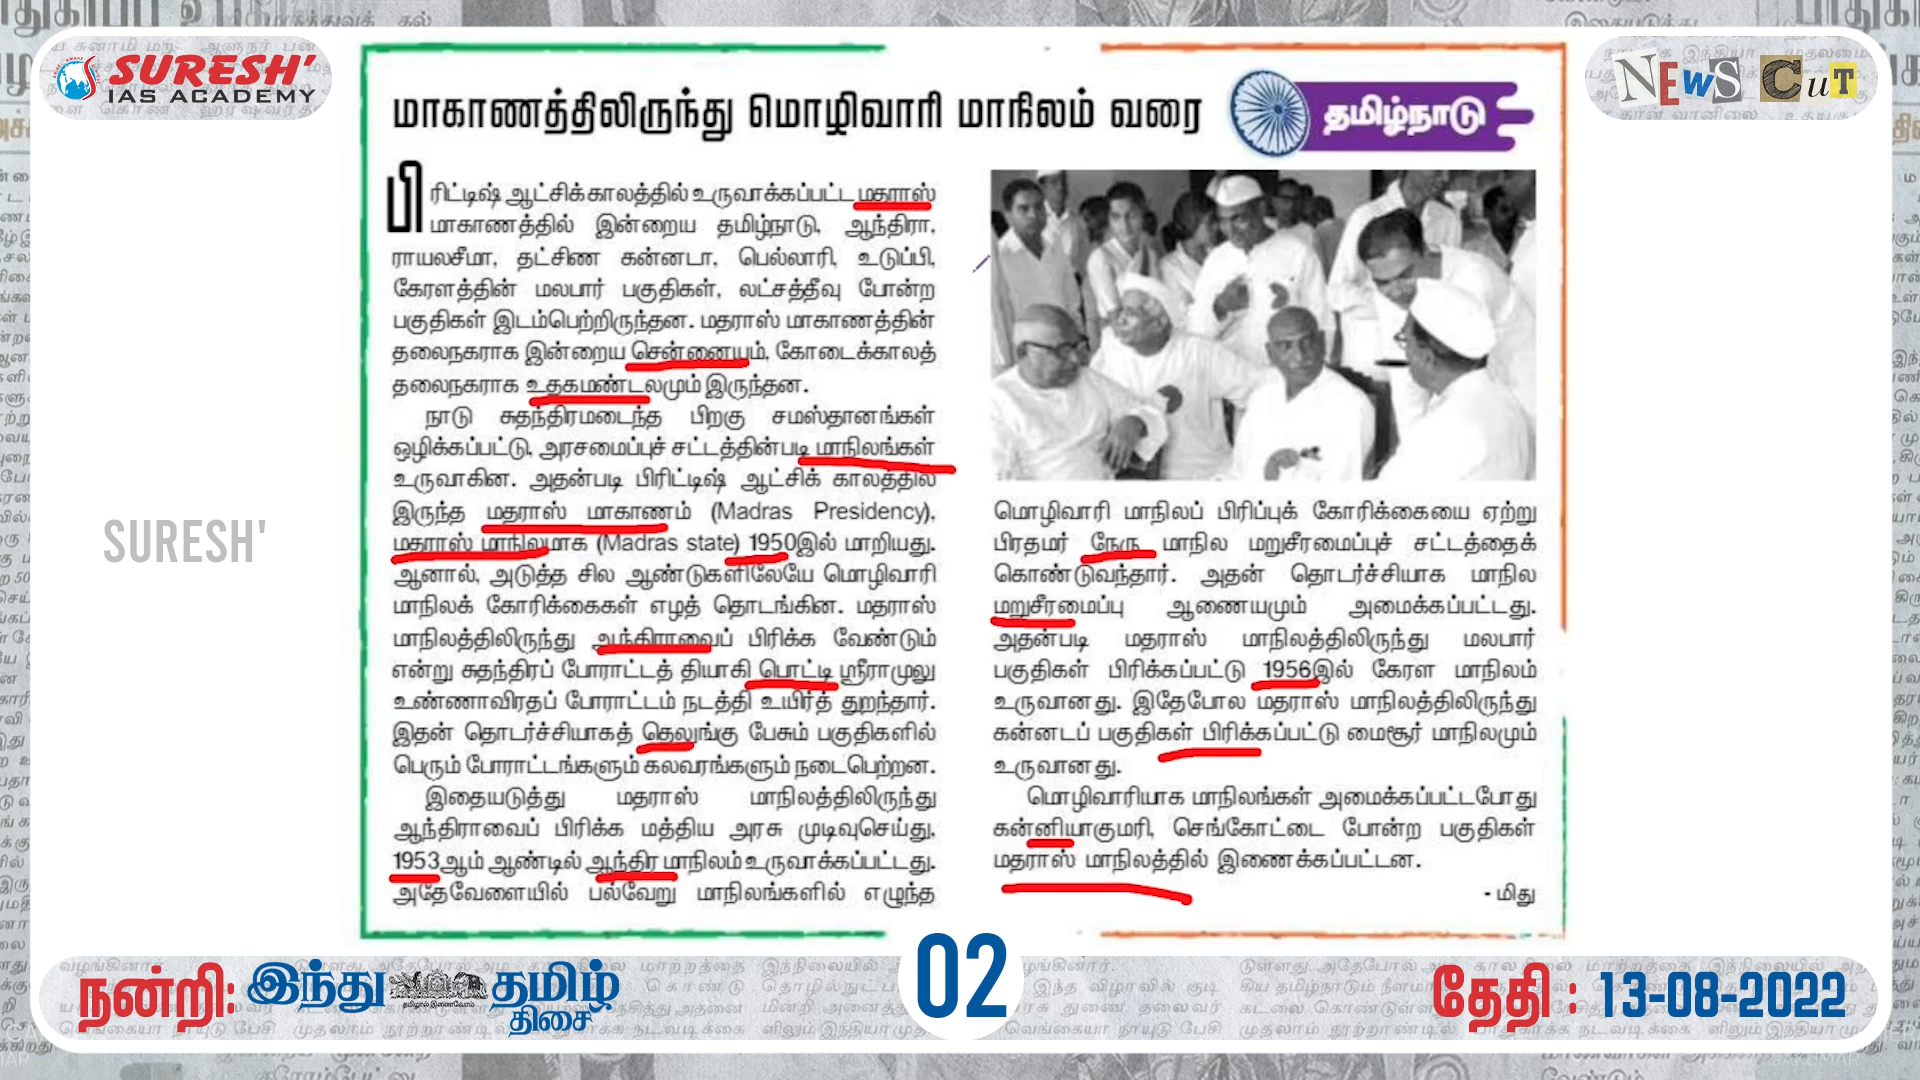 SURESH'
IAS ACADEMY
NEWS CUT
மாகாணத்திலிருந்து மொழிவாரி மாநிலம் வரை
தமிழ்நாடு
பிரிட்டிஷ் ஆட்சிக்காலத்தில் உருவாக்கப்பட்ட மதராஸ்
மாகாணத்தில் இன்றைய தமிழ்நாடு, ஆந்திரா,
ராயலசீமா, தட்சிண கன்னடா, பெல்லாரி, உடுப்பி,
கேரளத்தின் மலபார் பகுதிகள், லட்சத்தீவு போன்ற
பகுதிகள் இடம்பெற்றிருந்தன. மதராஸ் மாகாணத்தின்
தலைநகராக இன்றைய சென்னையும், கோடைக்காலத்
தலைநகராக உதகமண்டலமும் இருந்தன.
நாடு சுதந்திரமடைந்த பிறகு சமஸ்தானங்கள்
ஒழிக்கப்பட்டு, அரசமைப்புச் சட்டத்தின்படி மாநிலங்கள்
உருவாகின. அதன்படி பிரிட்டிஷ் ஆட்சிக் காலத்தில்
இருந்த மதராஸ் மாகாணம் (Madras Presidency),
மதராஸ் மாநிலமாக (Madras state) 1950இல் மாறியது.
ஆனால், அடுத்த சில ஆண்டுகளிலேயே மொழிவாரி
மாநிலக் கோரிக்கைகள் எழத் தொடங்கின. மதராஸ்
மாநிலத்திலிருந்து ஆந்திராவைப் பிரிக்க வேண்டும்
என்று சுதந்திரப் போராட்டத் தியாகி பொட்டி ஸ்ரீராமுலு
உண்ணாவிரதப் போராட்டம் நடத்தி உயிர்த் துறந்தார்.
இதன் தொடர்ச்சியாகத் தெலுங்கு பேசும் பகுதிகளில்
பெரும் போராட்டங்களும் கலவரங்களும் நடைபெற்றன.
இதையடுத்து மதராஸ் மாநிலத்திலிருந்து
ஆந்திராவைப் பிரிக்க மத்திய அரசு முடிவுசெய்து,
1953ஆம் ஆண்டில் ஆந்திர மாநிலம் உருவாக்கப்பட்டது.
அதேவேளையில் பல்வேறு மாநிலங்களில் எழுந்த
மொழிவாரி மாநிலப் பிரிப்புக் கோரிக்கையை ஏற்று
பிரதமர் நேரு மாநில மறுசீரமைப்புச் சட்டத்தைக்
கொண்டுவந்தார். அதன் தொடர்ச்சியாக மாநில
மறுசீரமைப்பு ஆணையமும் அமைக்கப்பட்டது.
அதன்படி மதராஸ் மாநிலத்திலிருந்து மலபார்
பகுதிகள் பிரிக்கப்பட்டு 1956இல் கேரள மாநிலம்
உருவானது. இதேபோல மதராஸ் மாநிலத்திலிருந்து
கன்னடப் பகுதிகள் பிரிக்கப்பட்டு மைசூர் மாநிலமும்
உருவானது.
மொழிவாரியாக மாநிலங்கள் அமைக்கப்பட்டபோது
கன்னியாகுமரி, செங்கோட்டை போன்ற பகுதிகள்
மதராஸ் மாநிலத்தில் இணைக்கப்பட்டன.
- மிது
SURESH'
நன்றி: இந்து தமிழ் திசை
02
தேதி : 13-08-2022